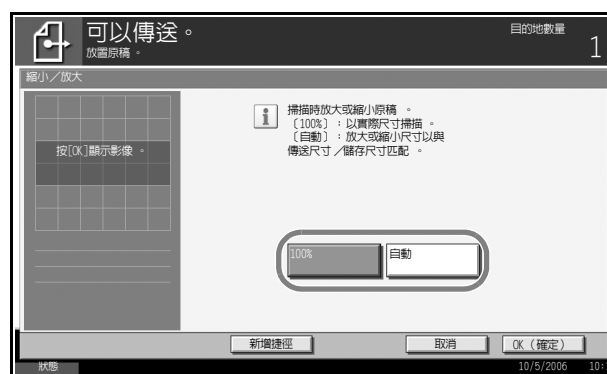 可以傳送。
放置原稿。
目的地數量
1
縮小／放大
按[OK]顯示影像 。
掃描時放大或縮小原稿 。
〔100%〕：以實際尺寸掃描 。
〔自動〕：放大或縮小尺寸以與
傳送尺寸／儲存尺寸匹配 。
100%
自動
新增捷徑
取消
OK（確定）
狀態
10/5/2006
10: